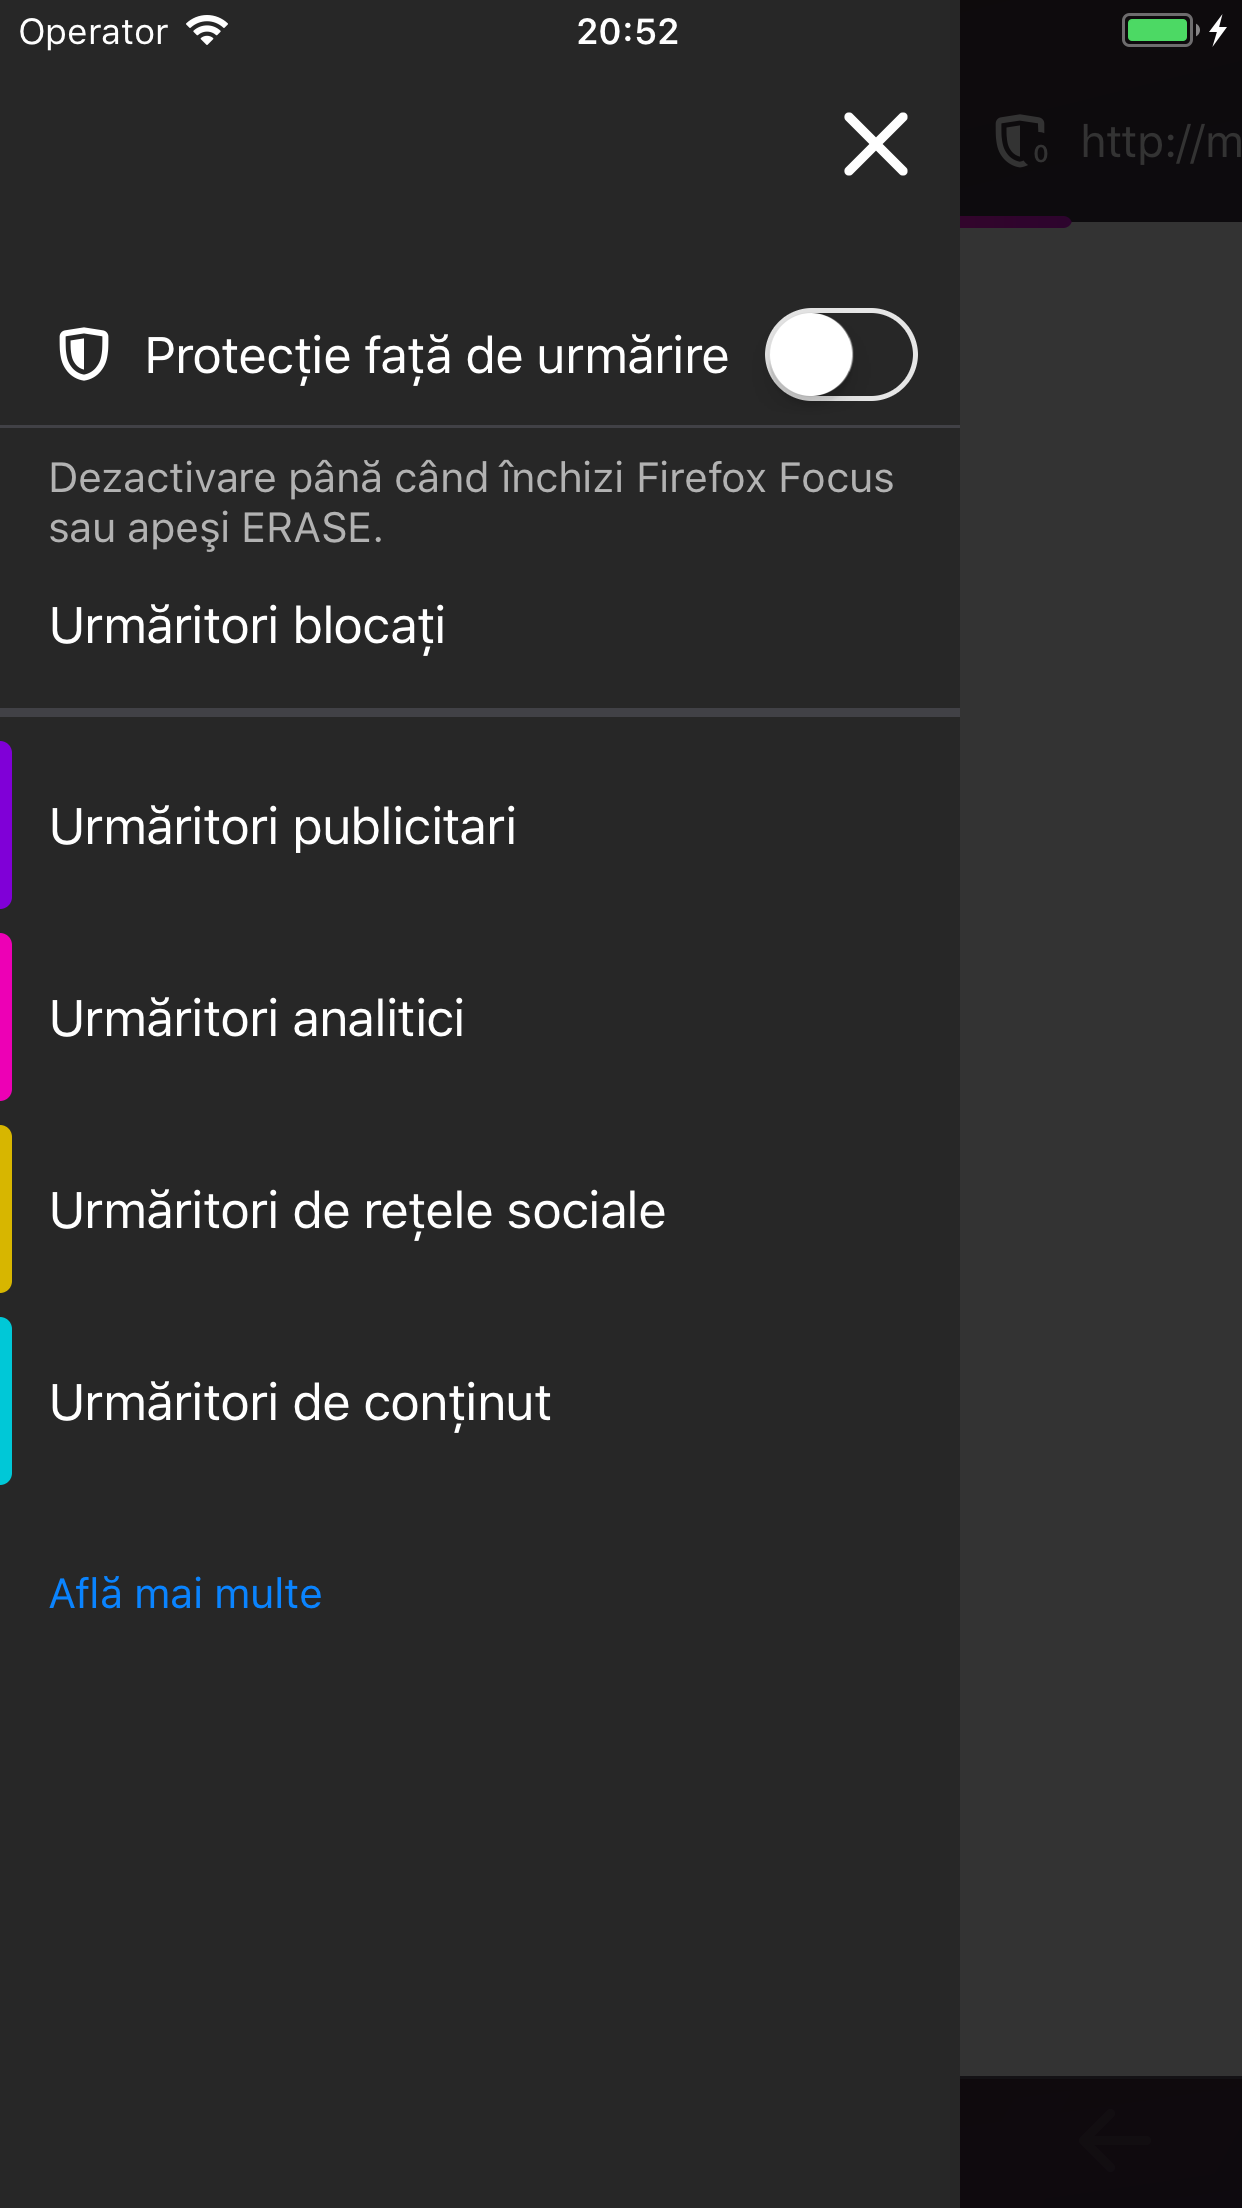 Operator
20:52
0
http://m
Protecție față de urmărire
Dezactivare până când închizi Firefox Focus
sau apeşi ERASE.
Urmăritori blocați
Urmăritori publicitari
Urmăritori analitici
Urmăritori de rețele sociale
Urmăritori de conținut
Află mai multe